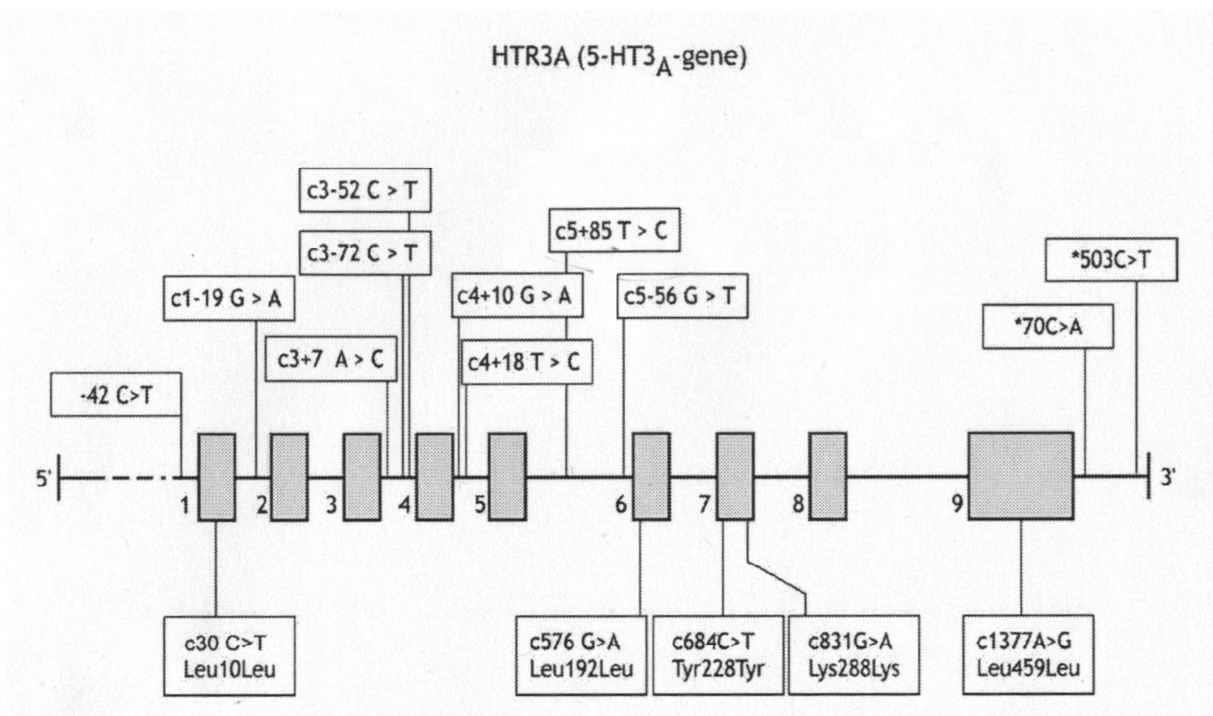 HTR3A (5-HT3A-gene)
c3-52 C > T
c3-72 C > T
c5+85 T > C
*503C>T
c1-19 G > A
c4+10 G > A
c5-56 G > T
*70C>A
c3+7 A > C
c4+18 T > C
-42 C>T
5'
3'
1
2
3
4
5
6
7
8
9
c30 C>T
Leu10Leu
c576 G>A
Leu192Leu
c684C>T
Tyr228Tyr
c831G>A
Lys288Lys
c1377A>G
Leu459Leu